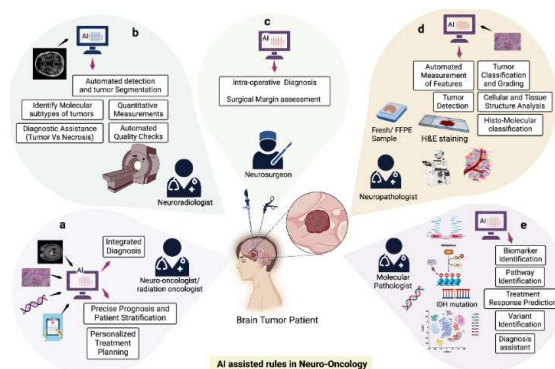 b
AI
Automated detection
and tumor Segmentation
Identify Molecular
subtypes of tumors
Quantitative
Measurements
Diagnostic Assistance
(Tumor Vs Necrosis)
Automated
Quality Checks
Neuroradiologist
c
AI
Intra-operative Diagnosis
Surgical Margin assessment
Neurosurgeon
d
AI
Automated
Measurement
of Features
Tumor
Classification
and Grading
Tumor
Detection
Cellular and Tissue
Structure Analysis
Fresh/ FFPE
Sample
H&E staining
Histo-Molecular
classification
Neuropathologist
a
AI
Integrated
Diagnosis
Neuro-oncologist/
radiation oncologist
Precise Prognosis and
Patient Stratification
Personalized
Treatment
Planning
Brain Tumor Patient
e
AI
Molecular
Pathologist
IDH mutation
Biomarker
Identification
Pathway
Identification
Treatment
Response Prediction
Variant
Identification
Diagnosis
assistant
AI assisted rules in Neuro-Oncology